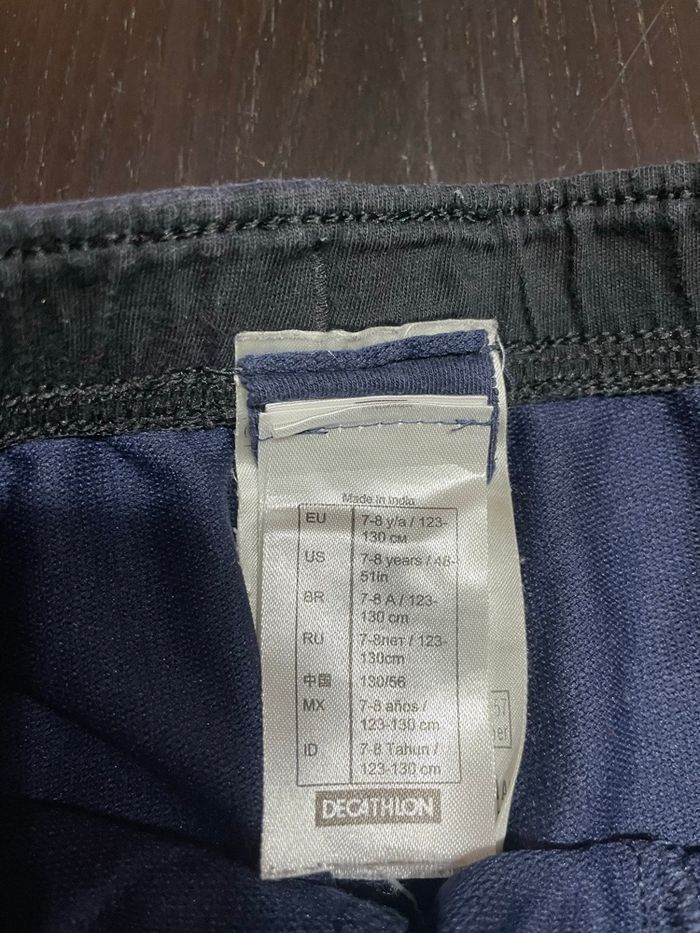 Made in India
EU 7-8 y/a / 123-
130 см
US 7-8 years / 48-
51in
BR 7-8 A / 123-
130 cm
RU 7-8лет / 123-
130cm
中国 130/56
MX 7-8 años /
123-130 cm
ID 7-8 Tahun /
123-130 cm
DECATHLON
57